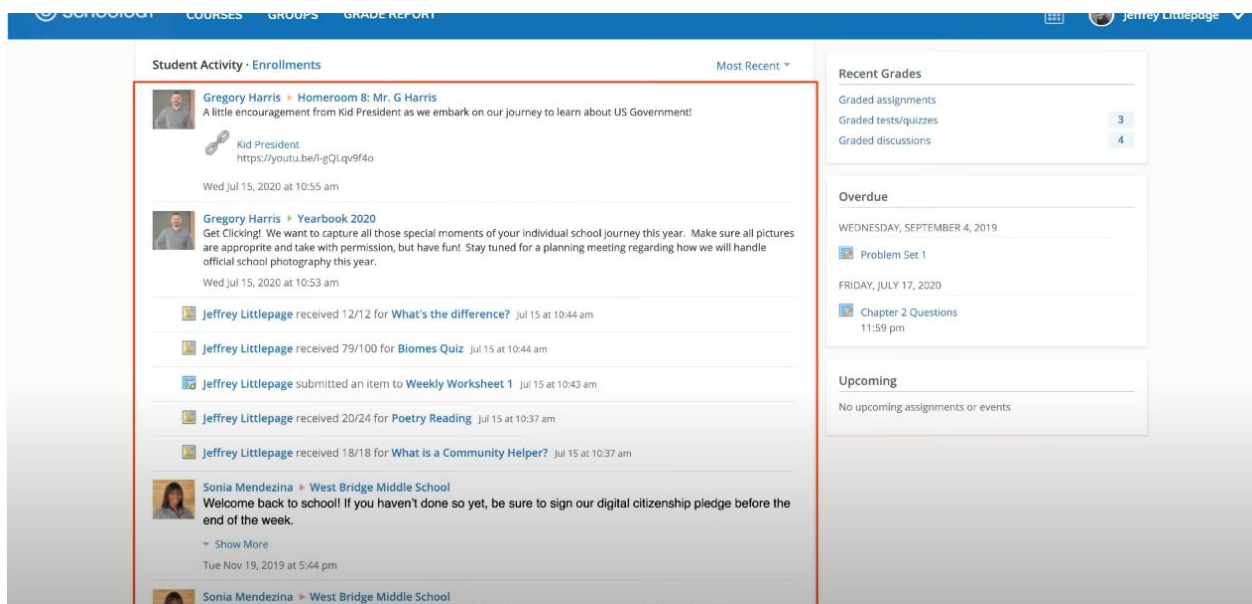 schoology COURSES GROUPS GRADE REPORT Jeffrey Littlepage
Student Activity · Enrollments Most Recent
Gregory Harris Homeroom 8: Mr. G Harris
A little encouragement from Kid President as we embark on our journey to learn about US Government!
Kid President
https://youtu.be/l-gQLqv9f4o
Wed Jul 15, 2020 at 10:55 am
Gregory Harris Yearbook 2020
Get Clicking! We want to capture all those special moments of your individual school journey this year. Make sure all pictures
are approprite and take with permission, but have fun! Stay tuned for a planning meeting regarding how we will handle
official school photography this year.
Wed Jul 15, 2020 at 10:53 am
Jeffrey Littlepage received 12/12 for What's the difference? Jul 15 at 10:44 am
Jeffrey Littlepage received 79/100 for Biomes Quiz Jul 15 at 10:44 am
Jeffrey Littlepage submitted an item to Weekly Worksheet 1 Jul 15 at 10:43 am
Jeffrey Littlepage received 20/24 for Poetry Reading Jul 15 at 10:37 am
Jeffrey Littlepage received 18/18 for What is a Community Helper? Jul 15 at 10:37 am
Sonia Mendezina West Bridge Middle School
Welcome back to school! If you haven't done so yet, be sure to sign our digital citizenship pledge before the
end of the week.
Show More
Tue Nov 19, 2019 at 5:44 pm
Sonia Mendezina West Bridge Middle School
Recent Grades
Graded assignments
Graded tests/quizzes 3
Graded discussions 4
Overdue
WEDNESDAY, SEPTEMBER 4, 2019
Problem Set 1
FRIDAY, JULY 17, 2020
Chapter 2 Questions
11:59 pm
Upcoming
No upcoming assignments or events